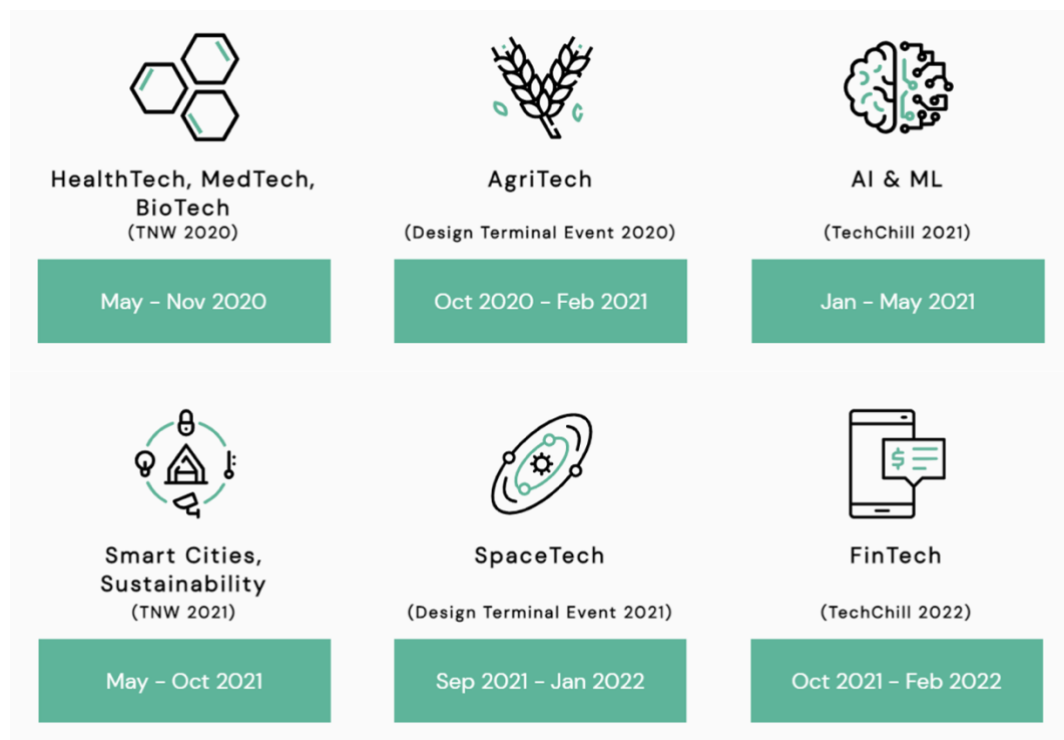 HealthTech, MedTech,
BioTech
(TNW 2020)
May - Nov 2020
AgriTech
(Design Terminal Event 2020)
Oct 2020 - Feb 2021
AI & ML
(TechChill 2021)
Jan - May 2021
Smart Cities,
Sustainability
(TNW 2021)
May - Oct 2021
SpaceTech
(Design Terminal Event 2021)
Sep 2021 - Jan 2022
$
FinTech
(TechChill 2022)
Oct 2021 - Feb 2022